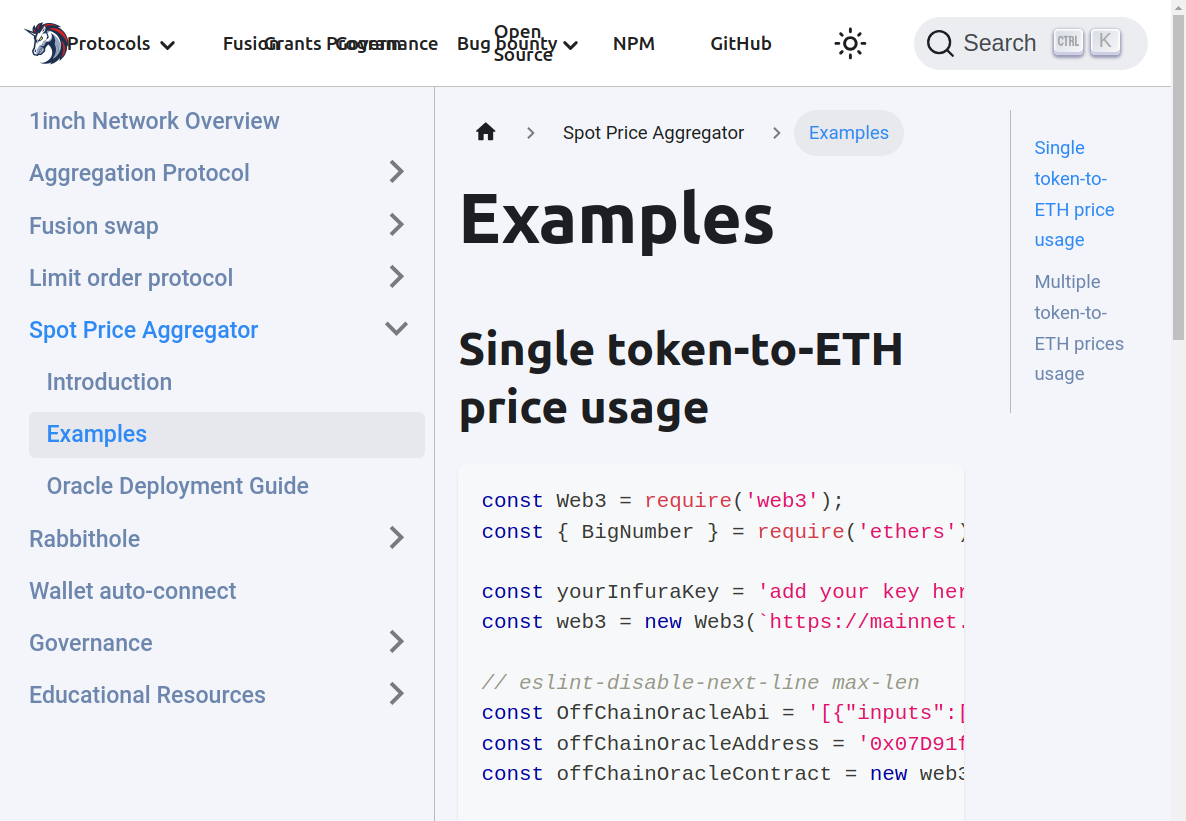 Protocols Fusion Grants Program Governance Bug bounty Open Source NPM GitHub Search CTRL K
1inch Network Overview
Aggregation Protocol
Fusion swap
Limit order protocol
Spot Price Aggregator
Introduction
Examples
Oracle Deployment Guide
Rabbithole
Wallet auto-connect
Governance
Educational Resources
Spot Price Aggregator Examples
Examples
Single token-to-ETH
price usage
const Web3 = require('web3');
const { BigNumber } = require('ethers')
const yourInfuraKey = 'add your key her
const web3 = new Web3(`https://mainnet.
// eslint-disable-next-line max-len
const OffChainOracleAbi = '[{"inputs":[
const offChainOracleAddress = '0x07D91f
const offChainOracleContract = new web3
Single
token-to-
ETH price
usage
Multiple
token-to-
ETH prices
usage